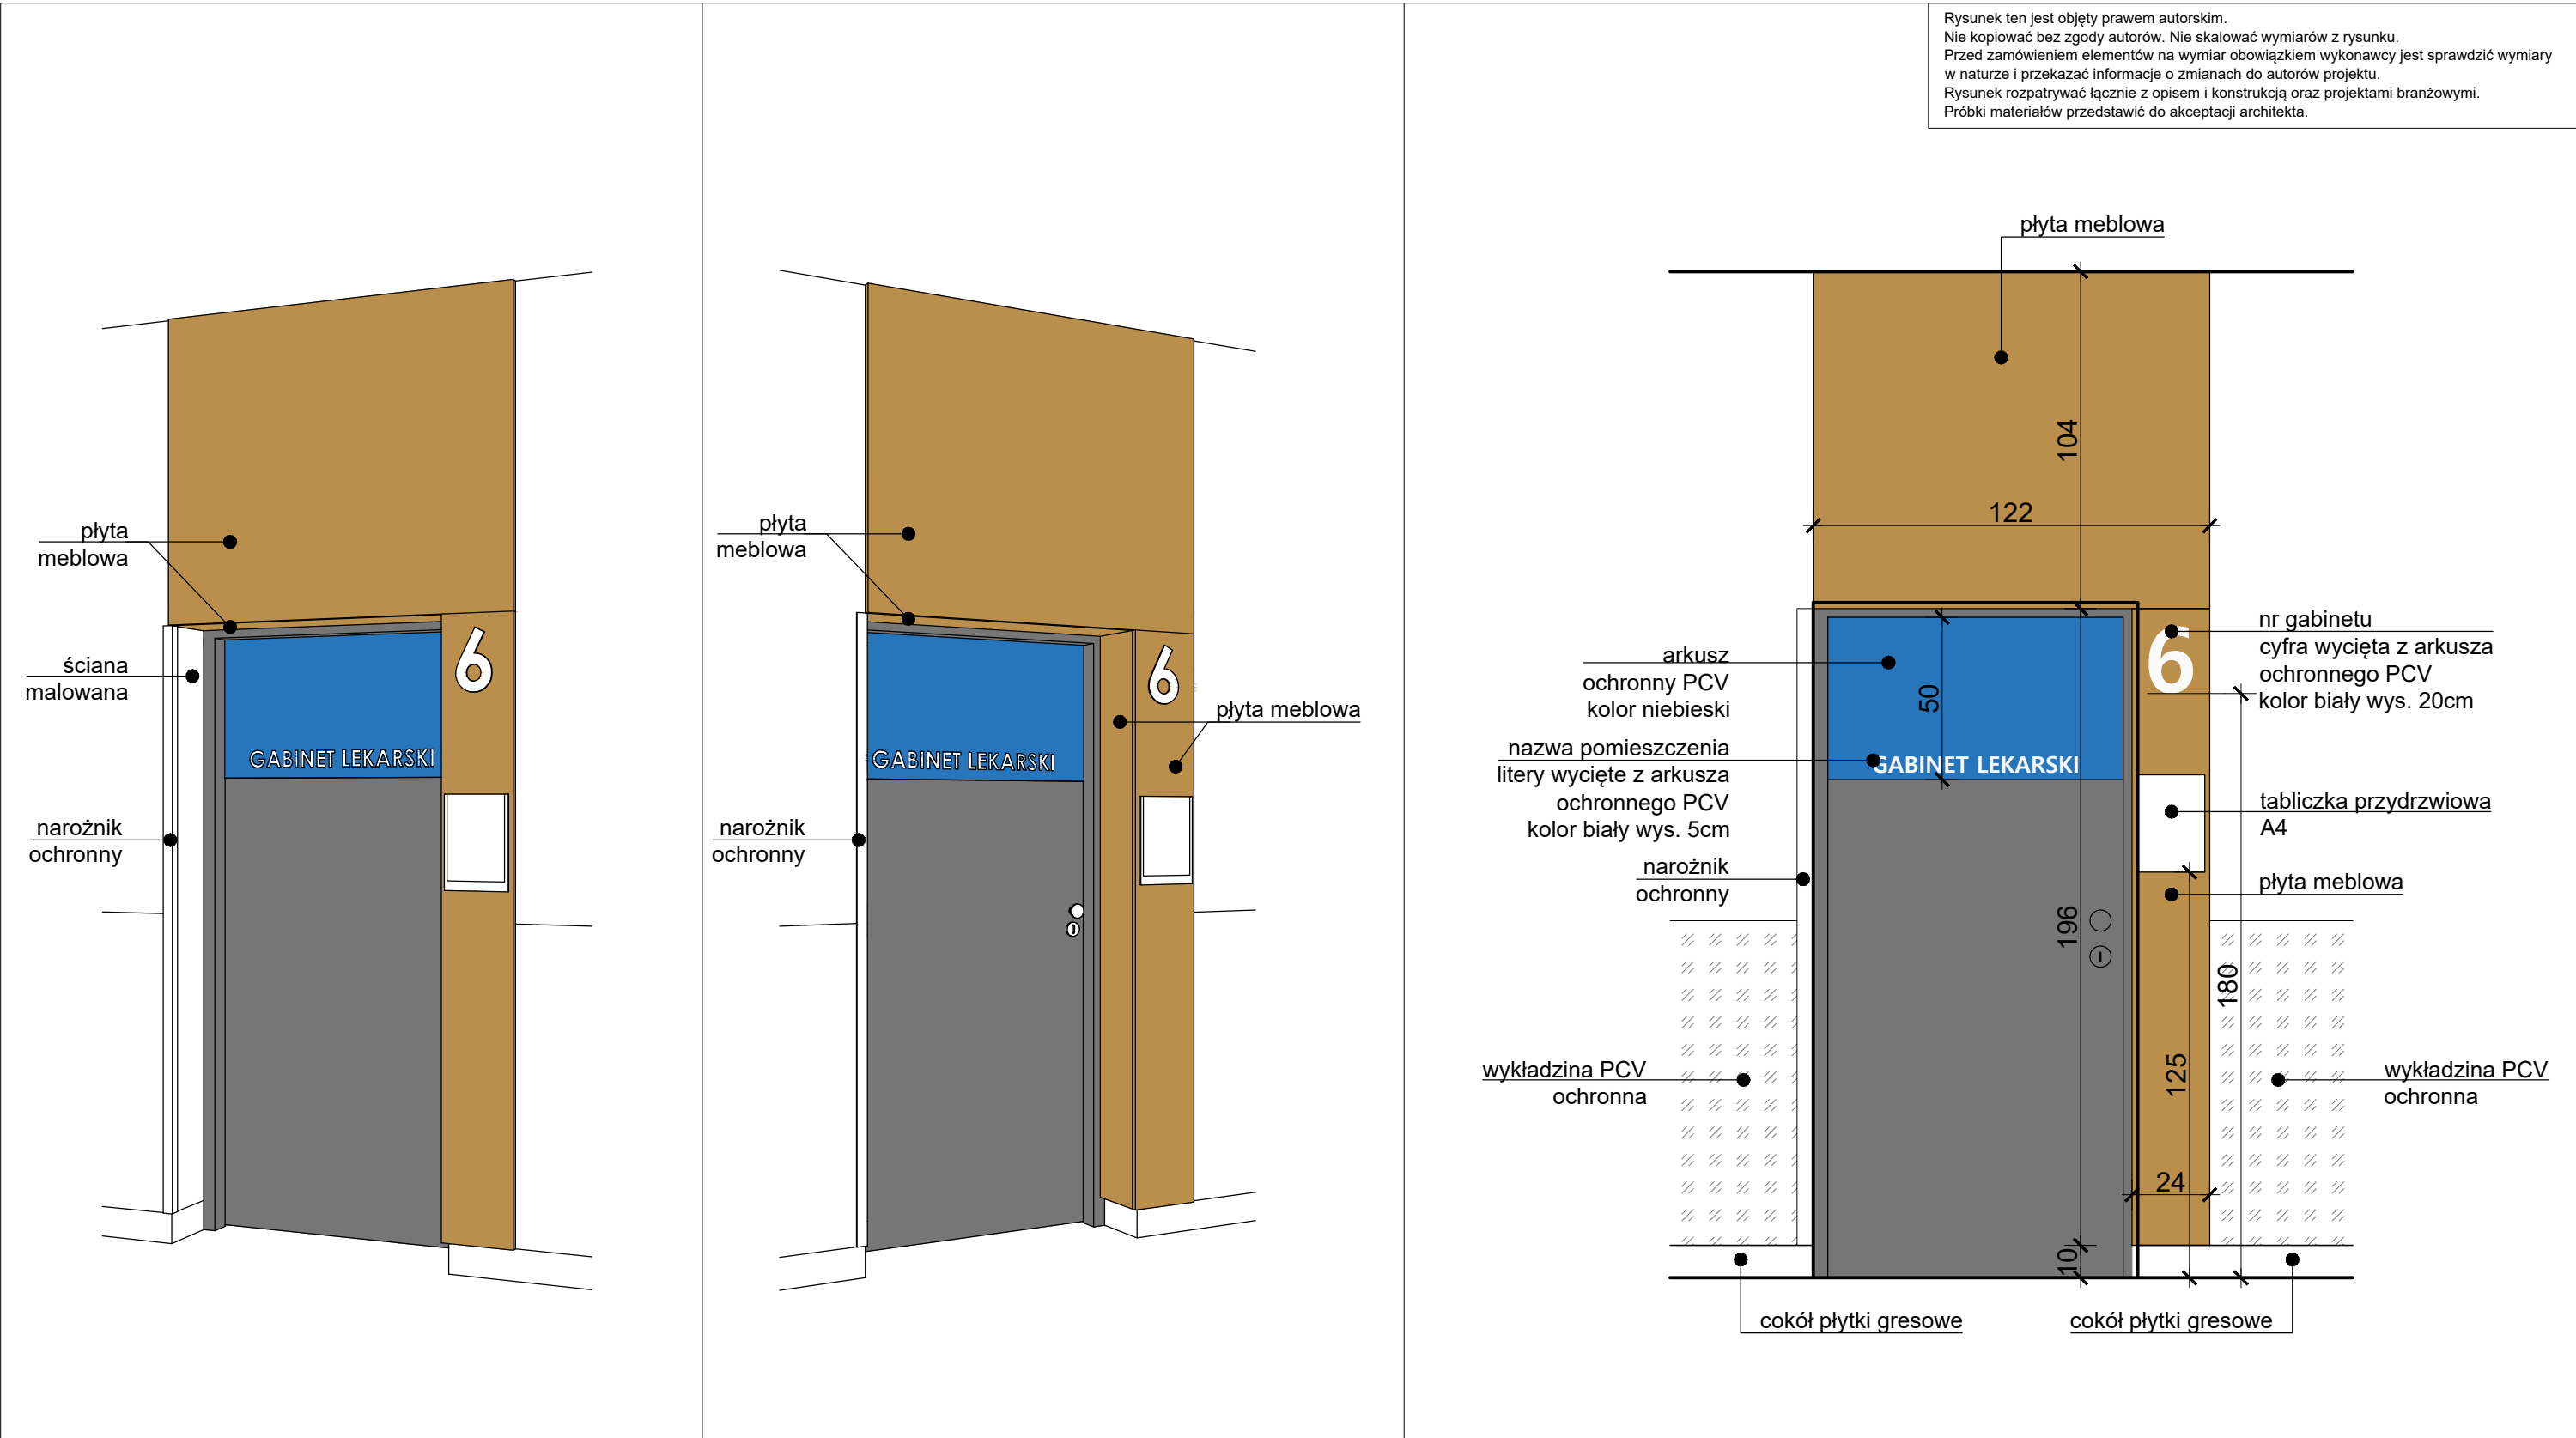 Rysunek ten jest objęty prawem autorskim.
Nie kopiować bez zgody autorów. Nie skalować wymiarów z rysunku.
Przed zamówieniem elementów na wymiar obowiązkiem wykonawcy jest sprawdzić wymiary
w naturze i przekazać informacje o zmianach do autorów projektu.
Rysunek rozpatrywać łącznie z opisem i konstrukcją oraz projektami branżowymi.
Próbki materiałów przedstawić do akceptacji architekta.
płyta
meblowa
ściana
malowana
narożnik
ochronny
6
GABINET LEKARSKI
płyta
meblowa
narożnik
ochronny
6
GABINET LEKARSKI
płyta meblowa
płyta meblowa
104
122
arkusz
ochronny PCV
kolor niebieski
50
nazwa pomieszczenia
litery wycięte z arkusza
ochronnego PCV
kolor biały wys. 5cm
GABINET LEKARSKI
narożnik
ochronny
6
nr gabinetu
cyfra wycięta z arkusza
ochronnego PCV
kolor biały wys. 20cm
tabliczka przydrzwiowa
A4
płyta meblowa
196
180
125
24
10
wykładzina PCV
ochronna
wykładzina PCV
ochronna
cokół płytki gresowe
cokół płytki gresowe